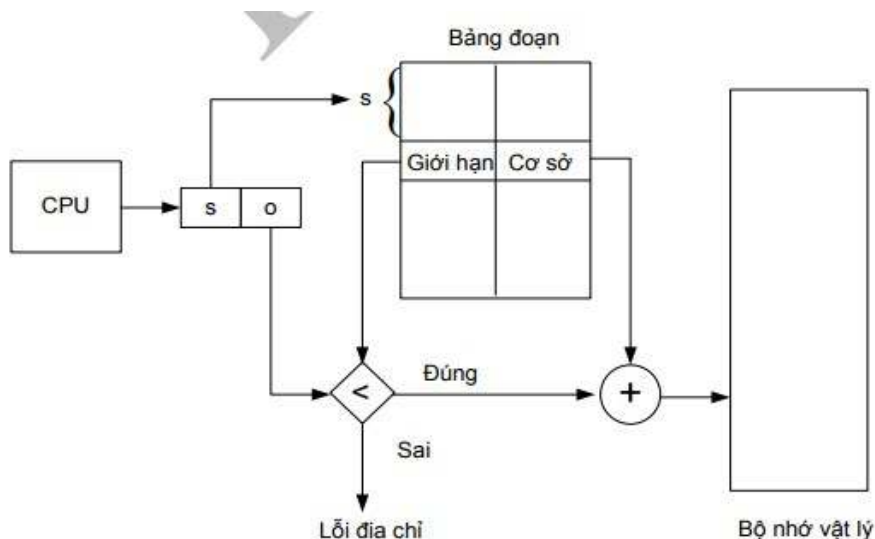 Bảng đoạn
s
Giới hạn
Cơ sở
CPU
s
o
<
Đúng
+
Sai
Lỗi địa chỉ
Bộ nhớ vật lý